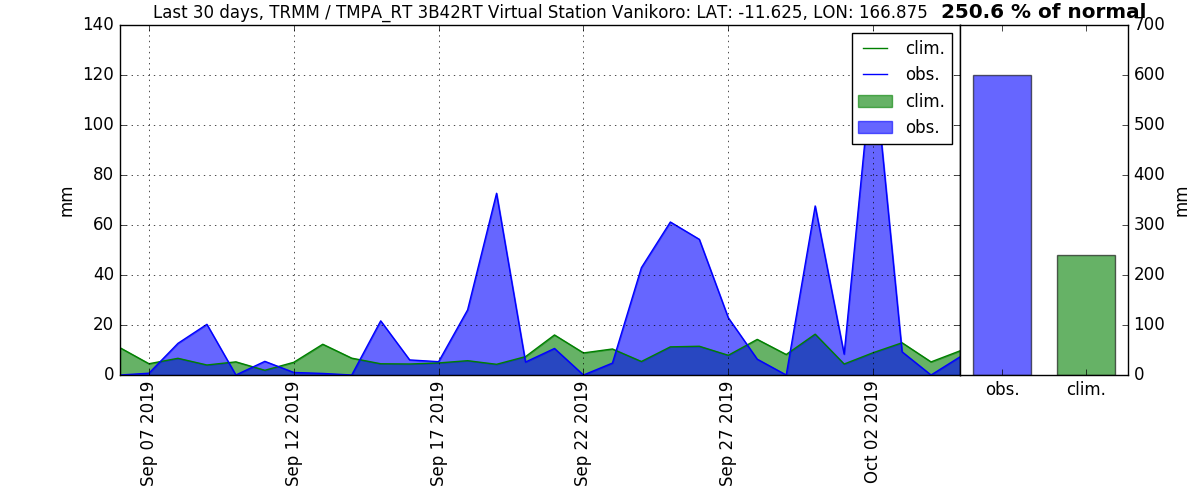 Last 30 days, TRMM / TMPA_RT 3B42RT Virtual Station Vanikoro: LAT: -11.625, LON: 166.875 250.6 % of normal
140
120
100
80
60
40
20
0
mm
clim.
obs.
clim.
obs.
700
600
500
400
300
200
100
0
mm
Sep 07 2019
Sep 12 2019
Sep 17 2019
Sep 22 2019
Sep 27 2019
Oct 02 2019
obs.
clim.